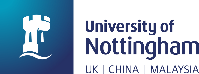 University of
Nottingham
UK | CHINA | MALAYSIA